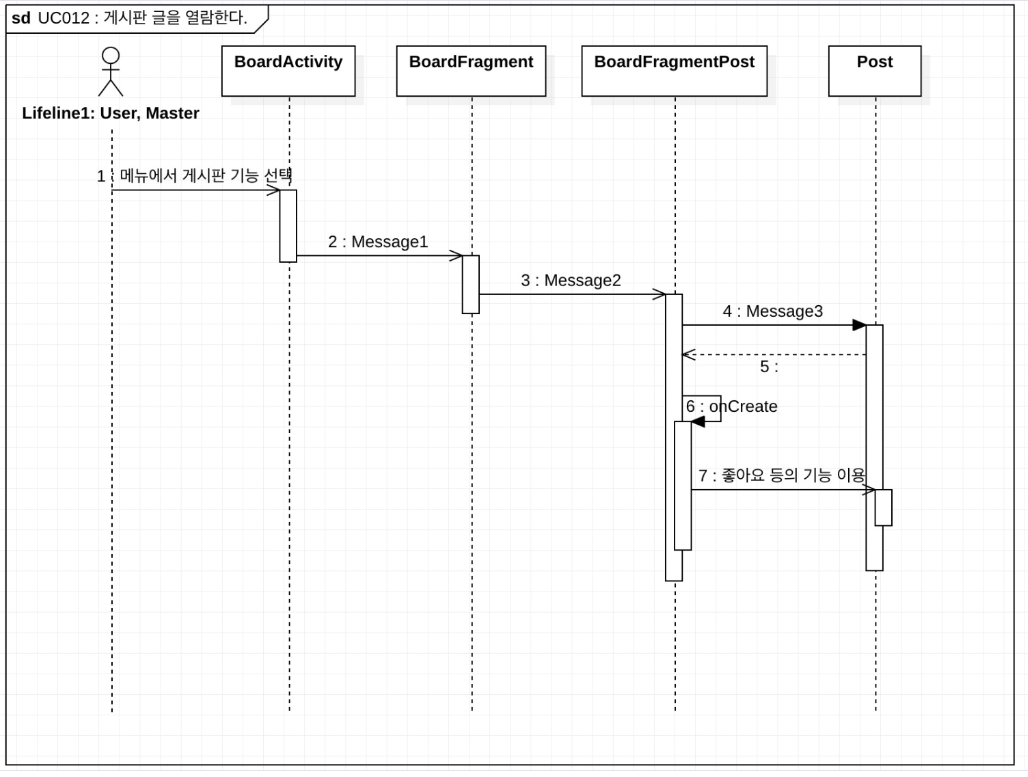 sd UC012 : 게시판 글을 열람한다.
BoardActivity
BoardFragment
BoardFragmentPost
Post
Lifeline1: User, Master
1 : 메뉴에서 게시판 기능 선택
2 : Message1
3 : Message2
4 : Message3
5 :
6 : onCreate
7 : 좋아요 등의 기능 이용